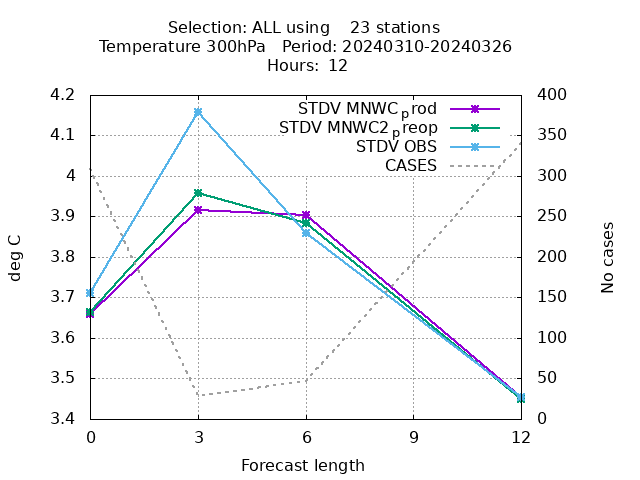 Selection: ALL using 23 stations
Temperature 300hPa Period: 20240310-20240326
Hours: 12
4.2
4.1
4
3.9
3.8
3.7
3.6
3.5
3.4
deg C
STDV MNWCprod
STDV MNWC2preop
STDV OBS
CASES
400
350
300
250
200
150
100
50
0
No cases
0 3 6 9 12
Forecast length